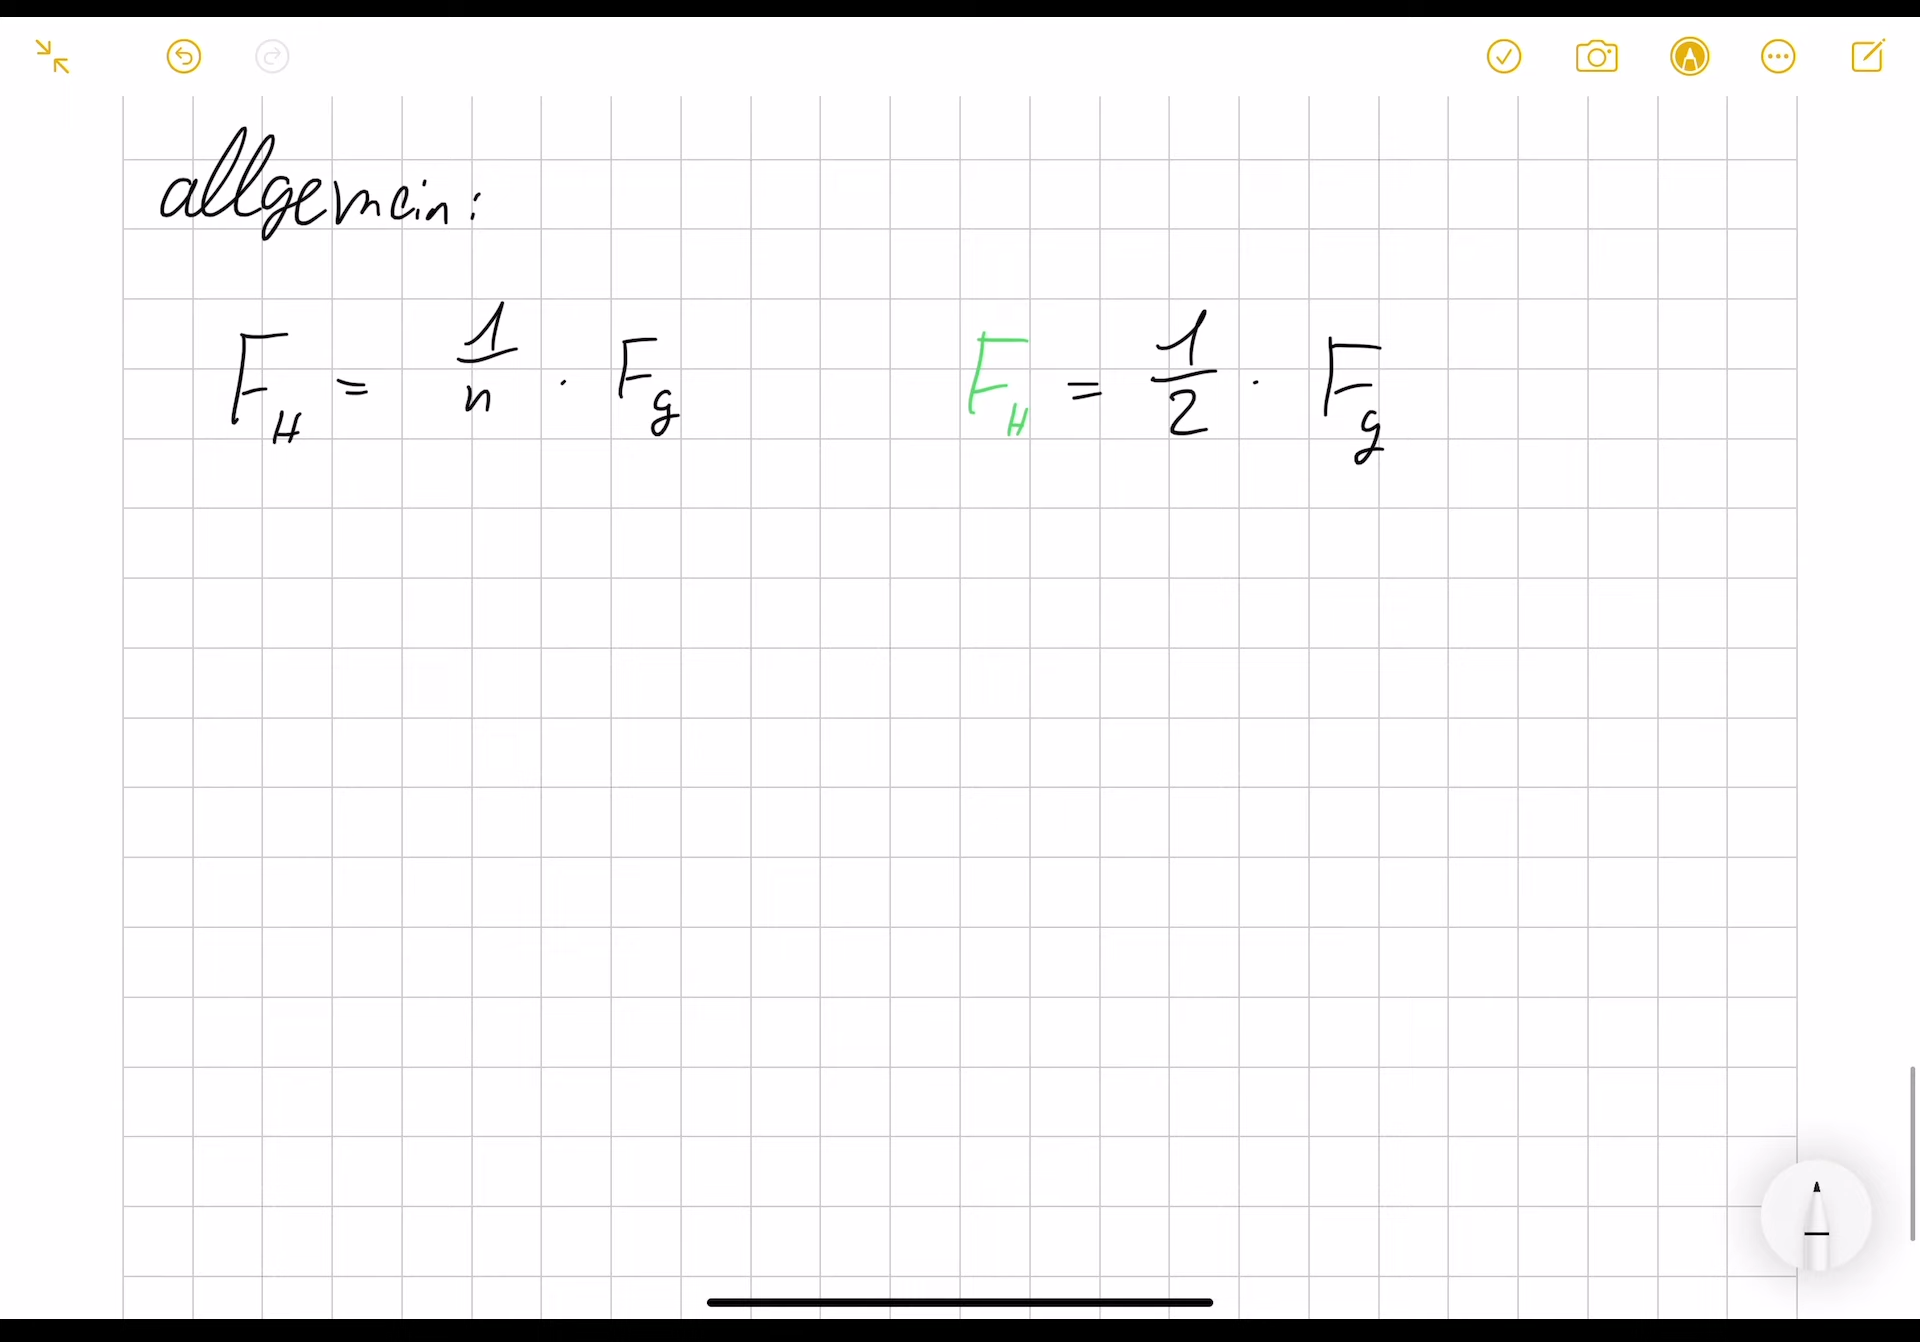 allgemein:
F_H = 1/n · F_g    F_H = 1/2 · F_g